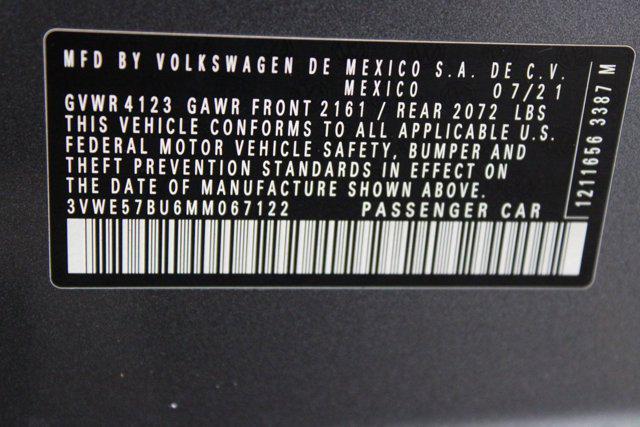 MFD BY VOLKSWAGEN DE MEXICO S.A. DE C.V.
MEXICO 07/21
GVWR 4123 GAWR FRONT 2161 / REAR 2072 LBS
THIS VEHICLE CONFORMS TO ALL APPLICABLE U.S.
FEDERAL MOTOR VEHICLE SAFETY, BUMPER AND
THEFT PREVENTION STANDARDS IN EFFECT ON
THE DATE OF MANUFACTURE SHOWN ABOVE.
3VWE57BU6MM067122 PASSENGER CAR
1211656 3387 M